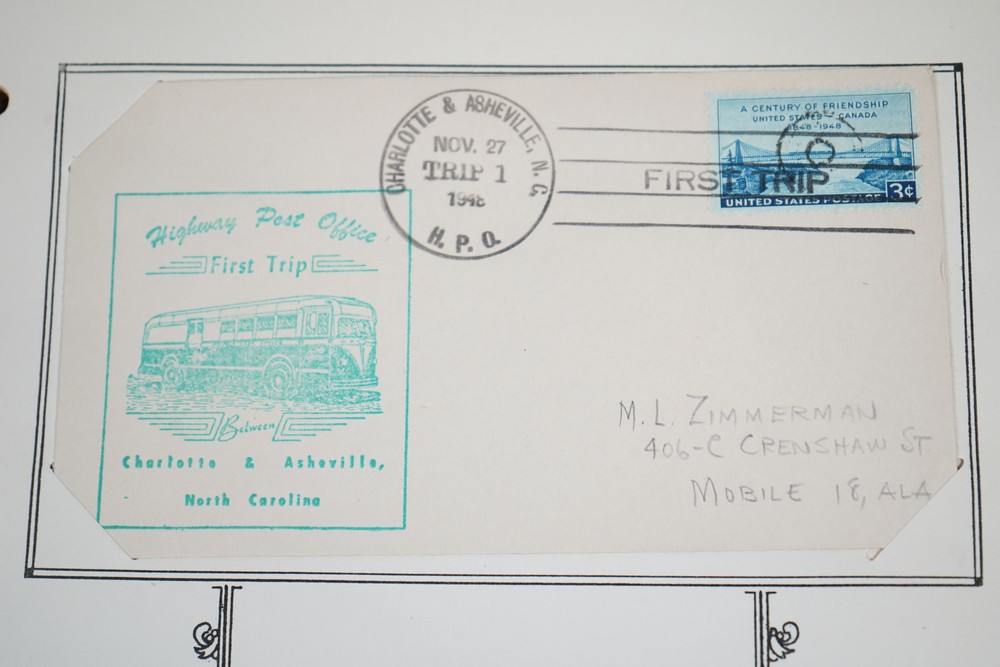 Highway Post Office
First Trip
Between
Charlotte & Asheville,
North Carolina
CHARLOTTE & ASHEVILLE, N.C.
NOV. 27
TRIP 1
1948
H. P. O.
FIRST TRIP
A CENTURY OF FRIENDSHIP
UNITED STATES CANADA
1848-1948
UNITED STATES POSTAGE 3¢
M. L. ZIMMERMAN
406-C CRENSHAW ST
MOBILE 18, ALA